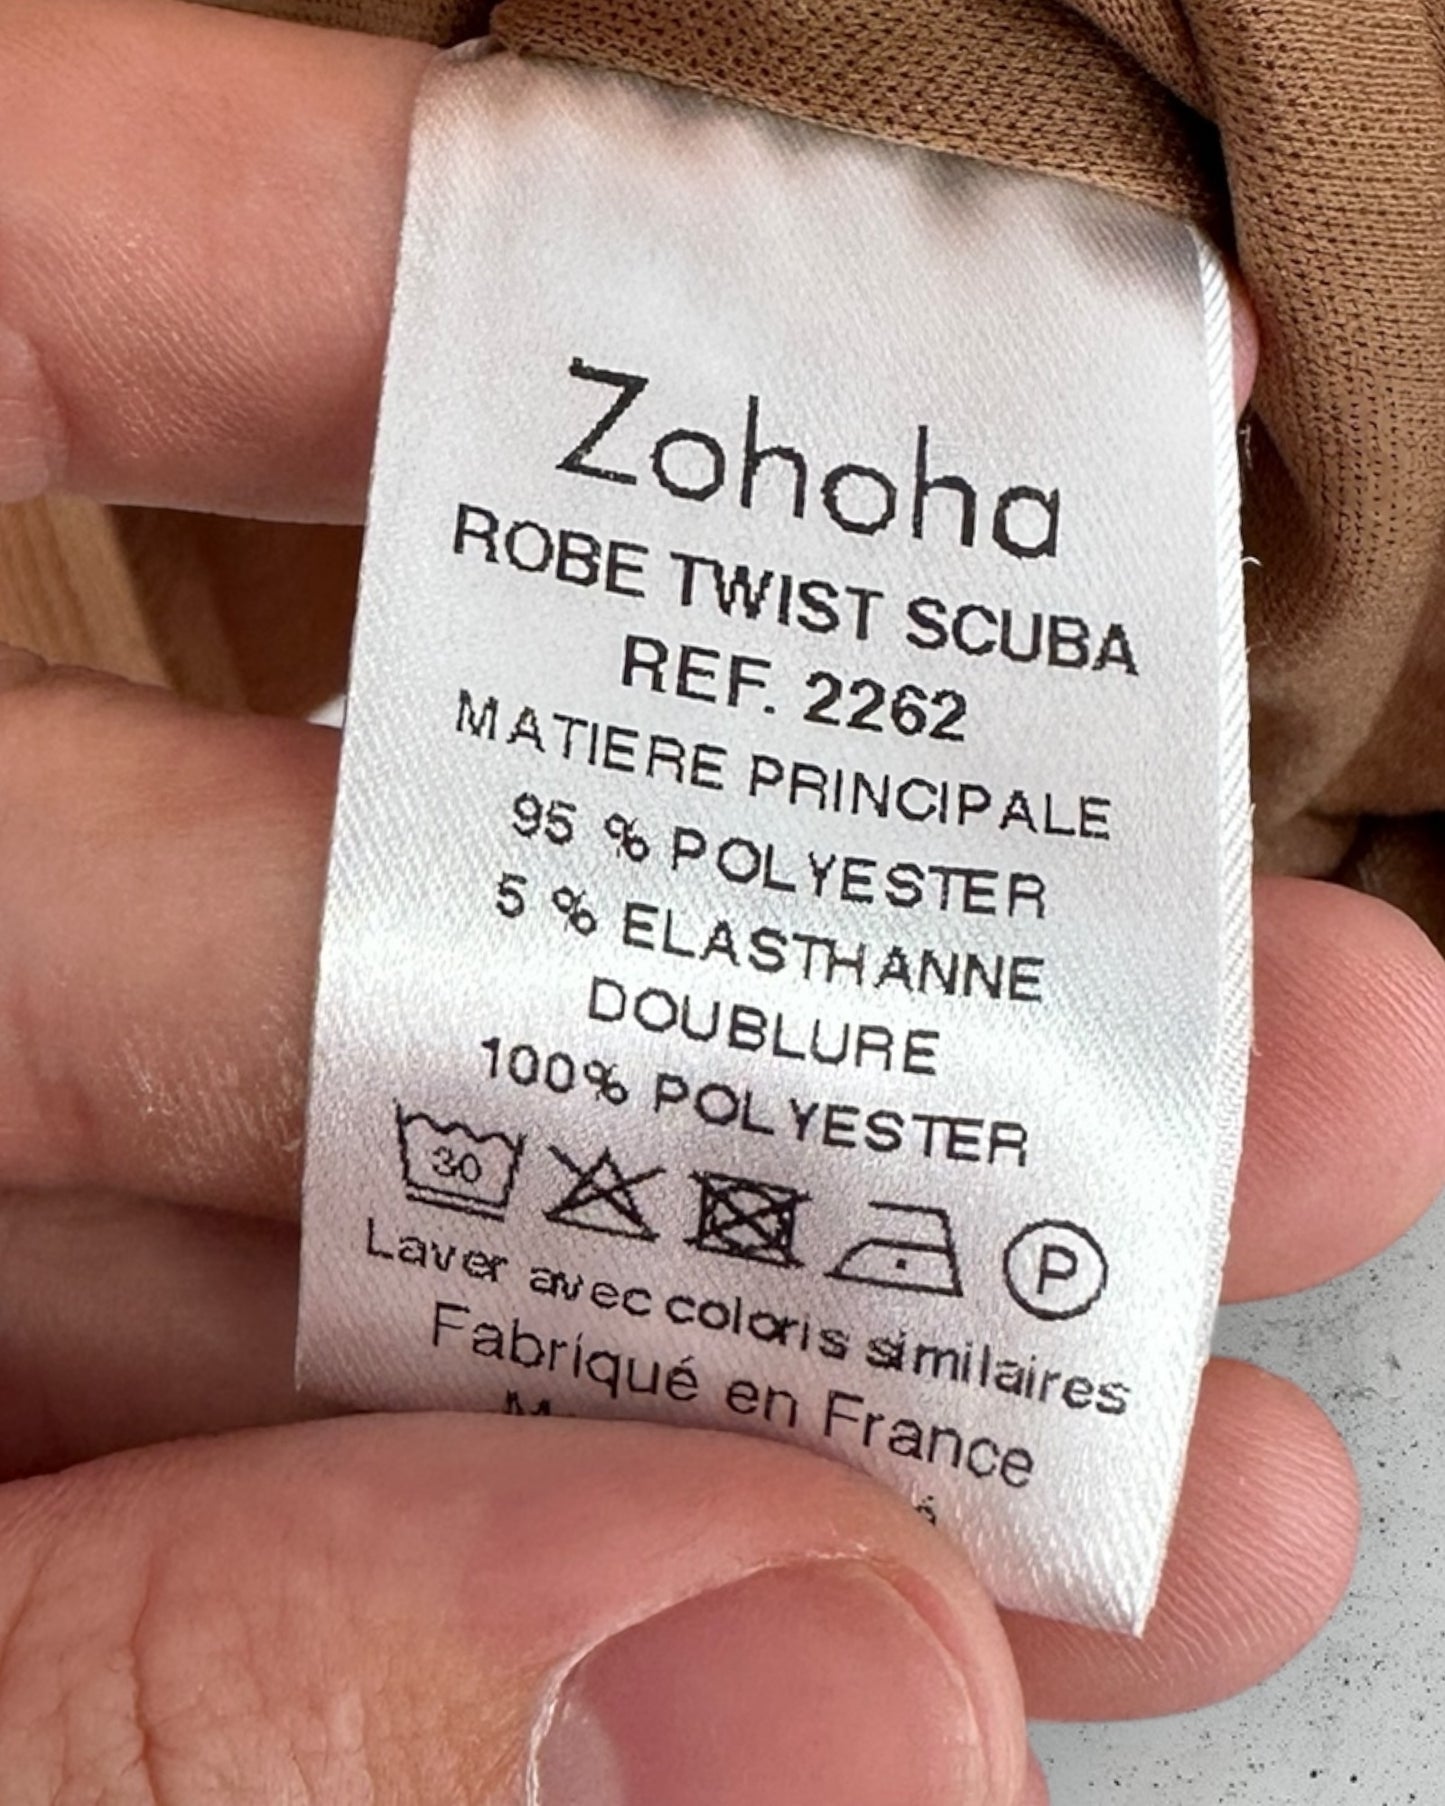 Zohoha
ROBE TWIST SCUBA
REF. 2262
MATIERE PRINCIPALE
95 % POLYESTER
5 % ELASTHANNE
DOUBLURE
100% POLYESTER
30 P
Laver avec coloris similaires
Fabriqué en France